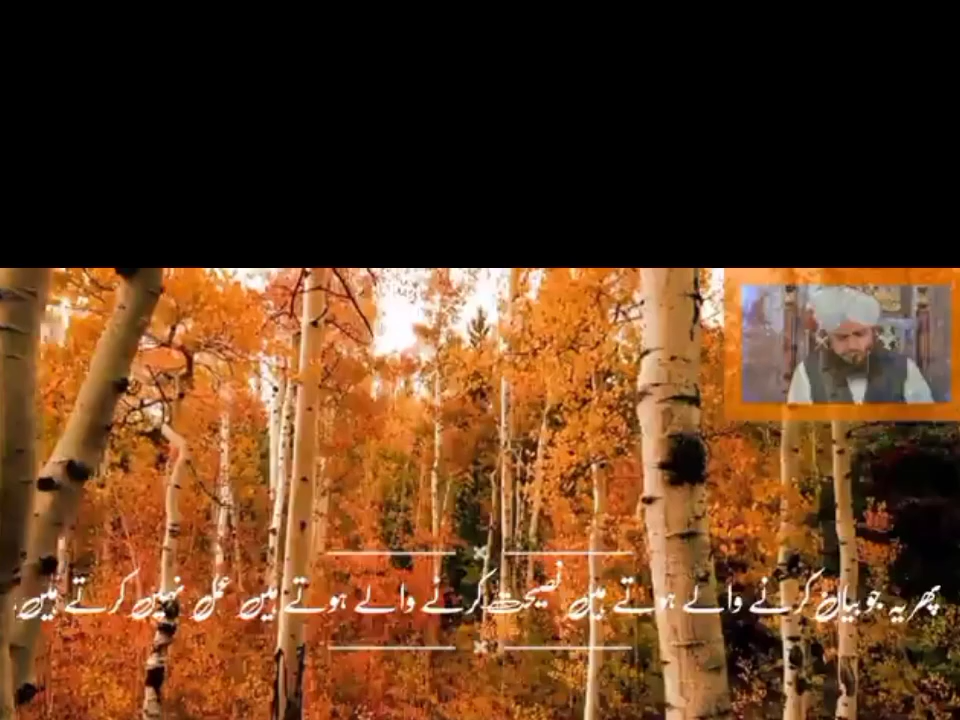 پھر یہ جو بیان کرنے والے ہوتے ہیں نصیحت کرنے والے ہوتے ہیں عمل نہیں کرتے ہیں